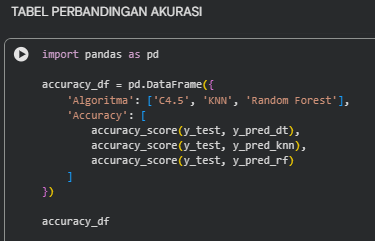 TABEL PERBANDINGAN AKURASI
import pandas as pd
accuracy_df = pd.DataFrame({
    'Algoritma': ['C4.5', 'KNN', 'Random Forest'],
    'Accuracy': [
        accuracy_score(y_test, y_pred_dt),
        accuracy_score(y_test, y_pred_knn),
        accuracy_score(y_test, y_pred_rf)
    ]
})
accuracy_df